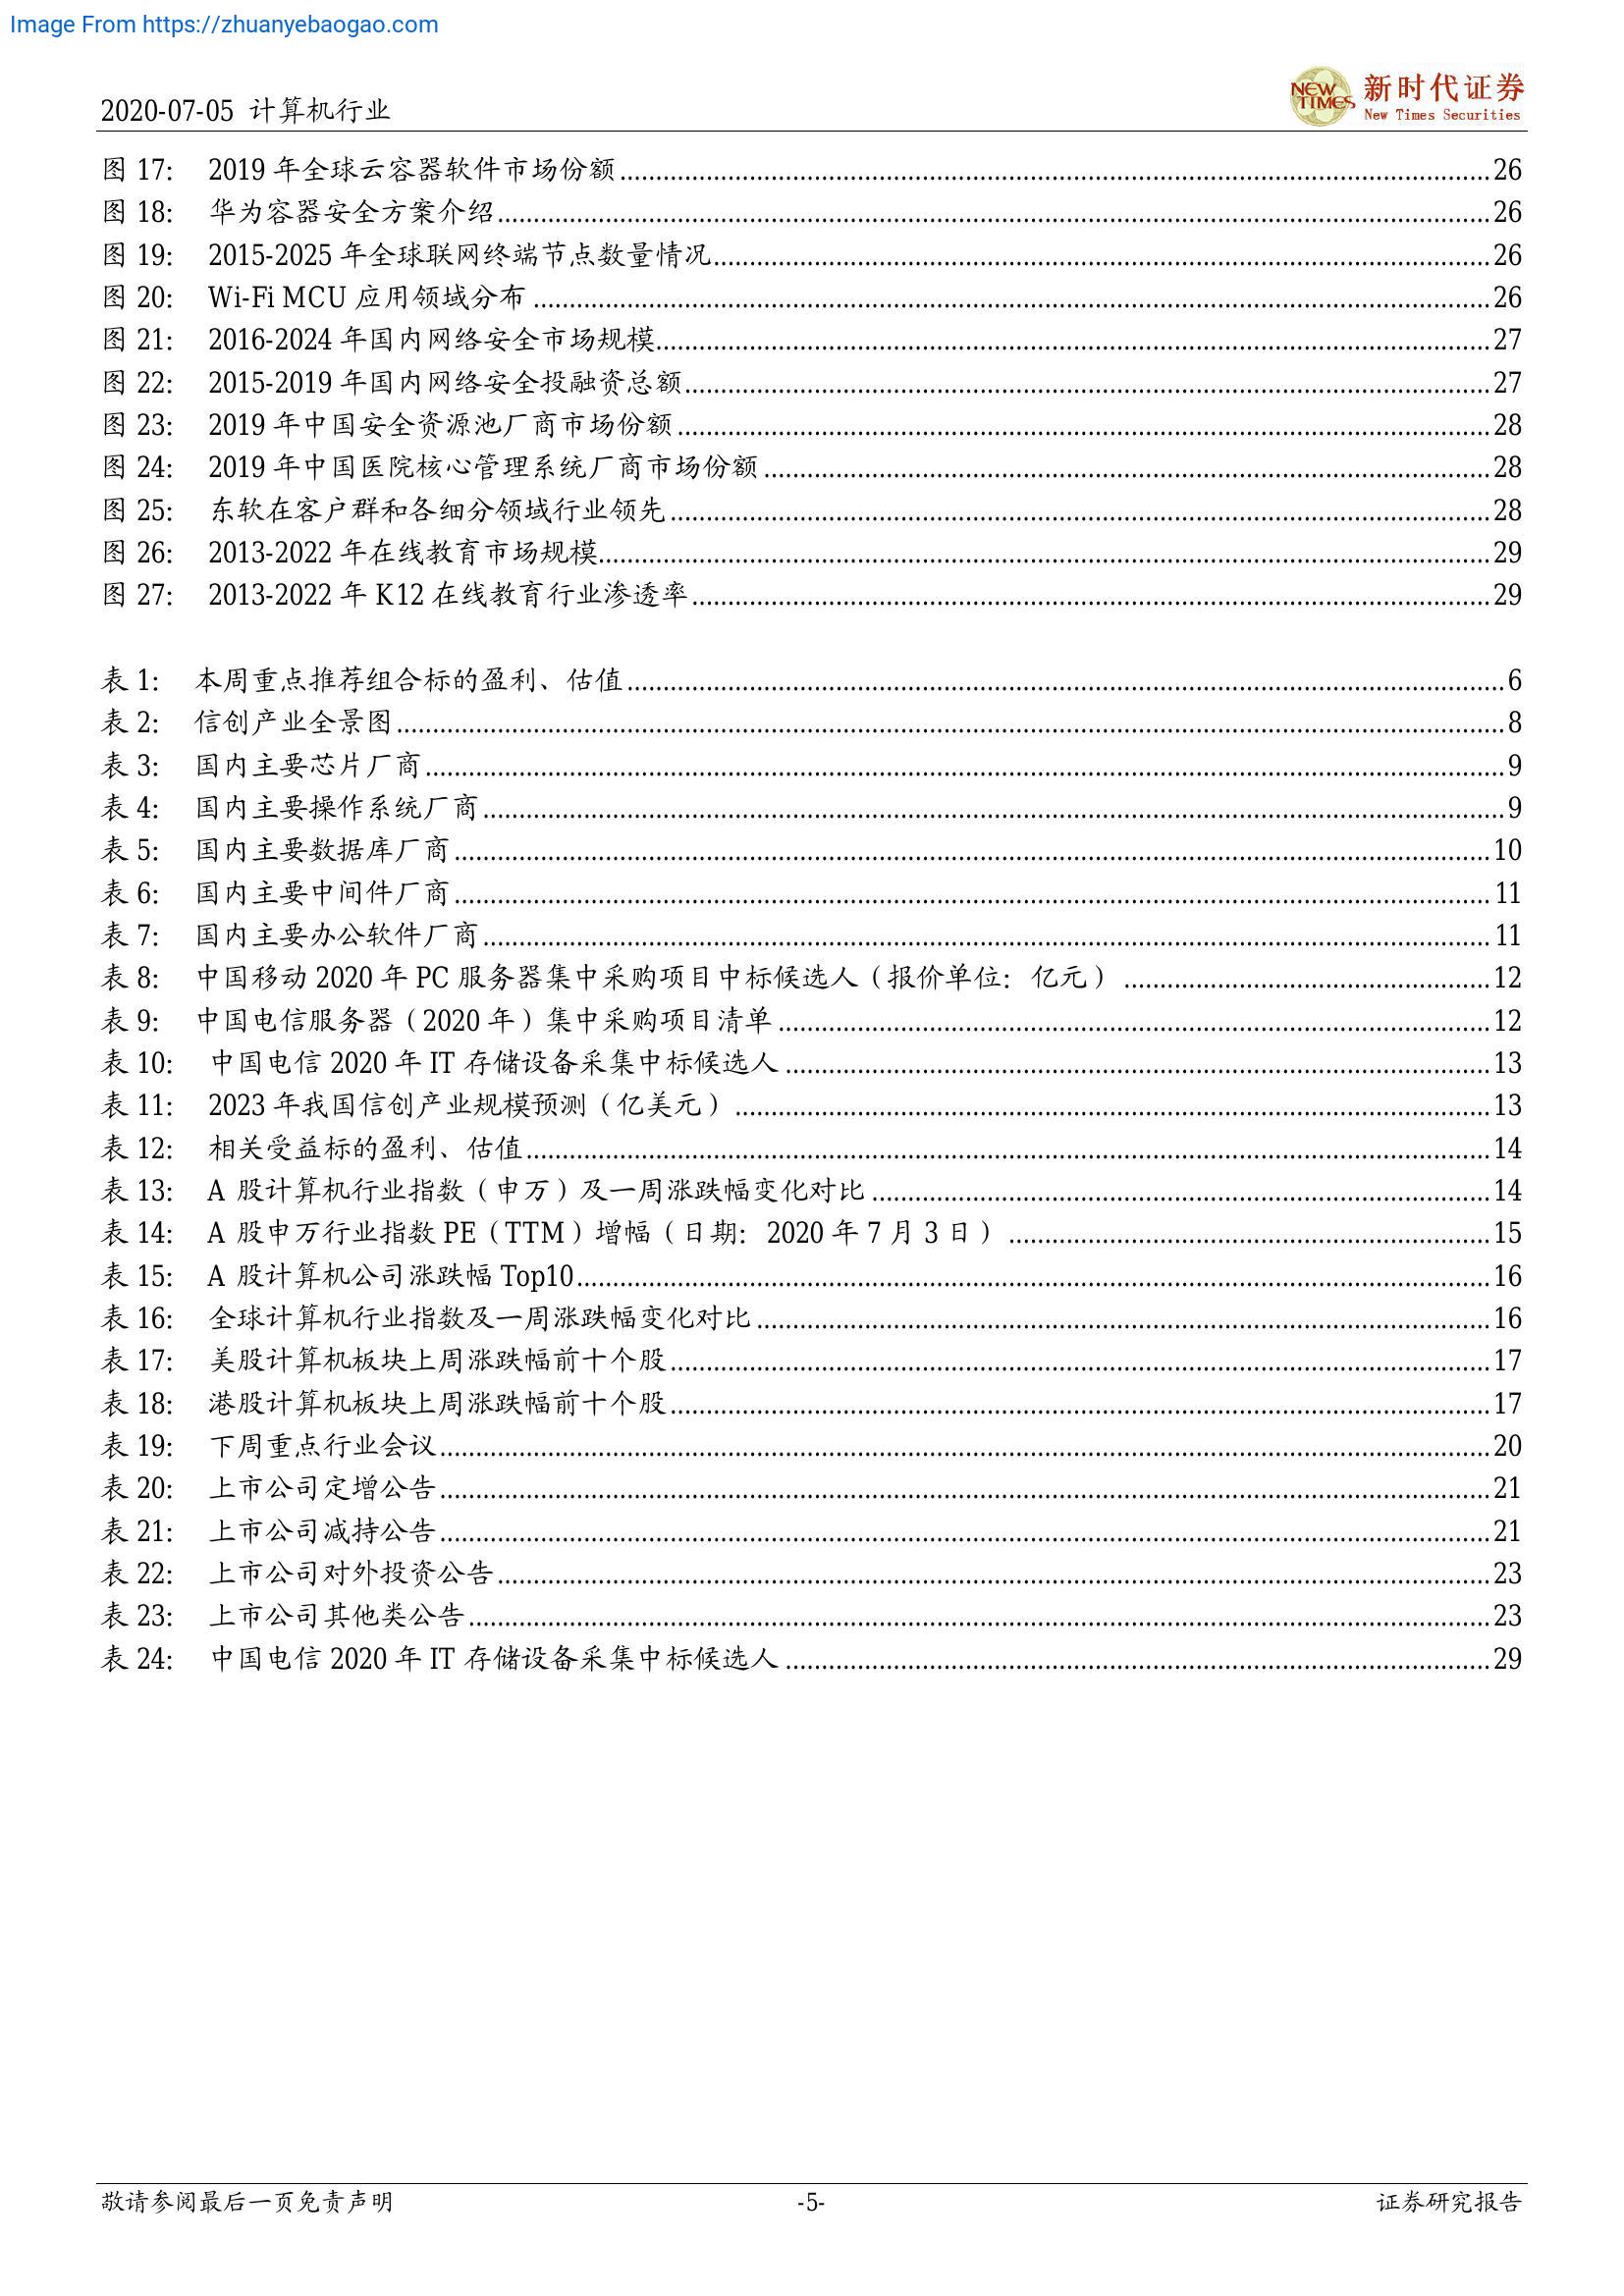 Image From https://zhuanyebaogao.com
2020-07-05 计算机行业
NEW TIMES
新时代证券
New Times Securities
图 17: 2019 年全球云容器软件市场份额 26
图 18: 华为容器安全方案介绍 26
图 19: 2015-2025 年全球联网终端节点数量情况 26
图 20: Wi-Fi MCU 应用领域分布 26
图 21: 2016-2024 年国内网络安全市场规模 27
图 22: 2015-2019 年国内网络安全投融资总额 27
图 23: 2019 年中国安全资源池厂商市场份额 28
图 24: 2019 年中国医院核心管理系统厂商市场份额 28
图 25: 东软在客户群和各细分领域行业领先 28
图 26: 2013-2022 年在线教育市场规模 29
图 27: 2013-2022 年 K12 在线教育行业渗透率 29
表 1: 本周重点推荐组合标的盈利、估值 6
表 2: 信创产业全景图 8
表 3: 国内主要芯片厂商 9
表 4: 国内主要操作系统厂商 9
表 5: 国内主要数据库厂商 10
表 6: 国内主要中间件厂商 11
表 7: 国内主要办公软件厂商 11
表 8: 中国移动 2020 年 PC 服务器集中采购项目中标候选人（报价单位：亿元） 12
表 9: 中国电信服务器（2020 年）集中采购项目清单 12
表 10: 中国电信 2020 年 IT 存储设备采集中标候选人 13
表 11: 2023 年我国信创产业规模预测（亿美元） 13
表 12: 相关受益标的盈利、估值 14
表 13: A 股计算机行业指数（申万）及一周涨跌幅变化对比 14
表 14: A 股申万行业指数 PE（TTM）增幅（日期：2020 年 7 月 3 日） 15
表 15: A 股计算机公司涨跌幅 Top10 16
表 16: 全球计算机行业指数及一周涨跌幅变化对比 16
表 17: 美股计算机板块上周涨跌幅前十个股 17
表 18: 港股计算机板块上周涨跌幅前十个股 17
表 19: 下周重点行业会议 20
表 20: 上市公司定增公告 21
表 21: 上市公司减持公告 21
表 22: 上市公司对外投资公告 23
表 23: 上市公司其他类公告 23
表 24: 中国电信 2020 年 IT 存储设备采集中标候选人 29
敬请参阅最后一页免责声明 -5- 证券研究报告